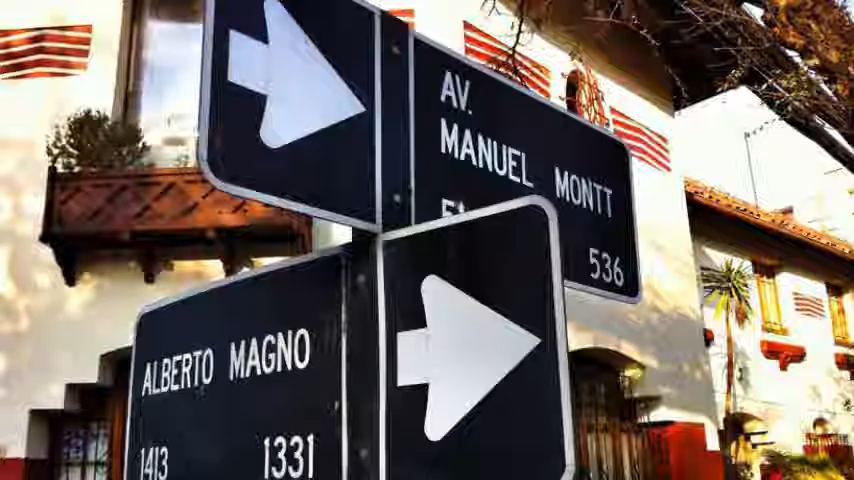 AV.
MANUEL MONTT
536
ALBERTO MAGNO
1413 1331